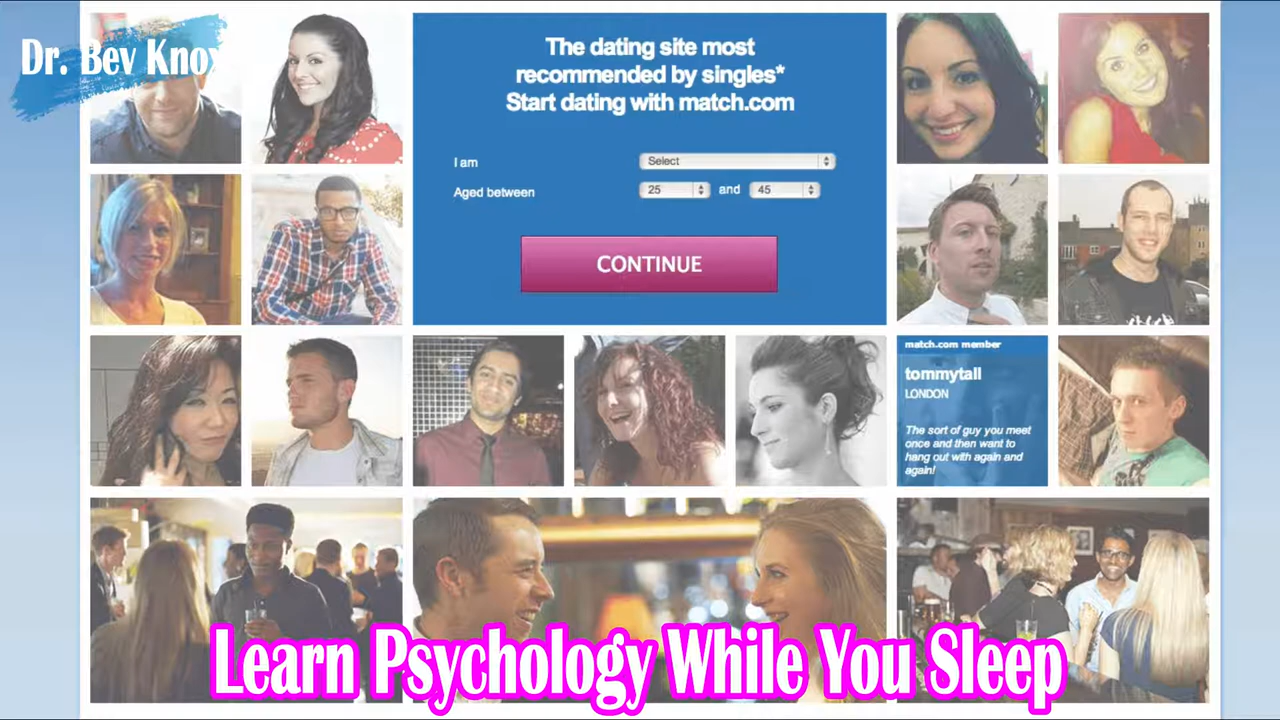 Dr. Bev Knox
The dating site most
recommended by singles*
Start dating with match.com
I am
Select
Aged between
25 and 45
CONTINUE
match.com member
tommytall
LONDON
The sort of guy you meet
once and then want to
hang out with again and
again!
Learn Psychology While You Sleep